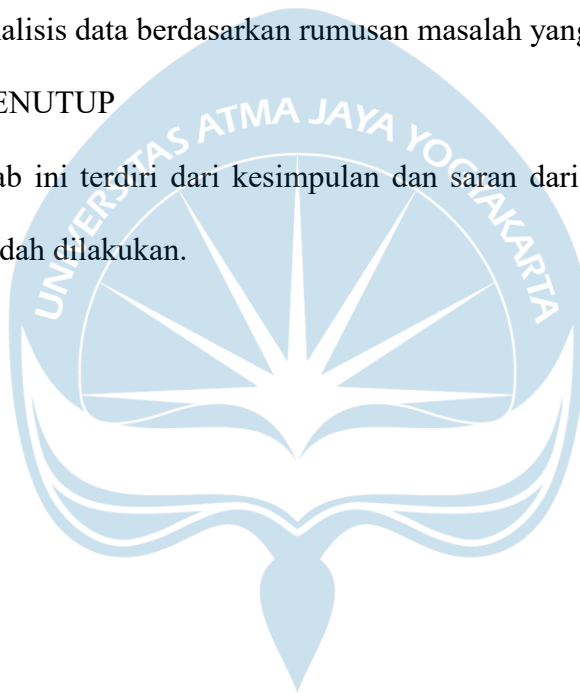 alisis data berdasarkan rumusan masalah yang
ENUTUP
ab ini terdiri dari kesimpulan dan saran dari
dah dilakukan.
UNIVERSITAS ATMA JAYA YOGYAKARTA